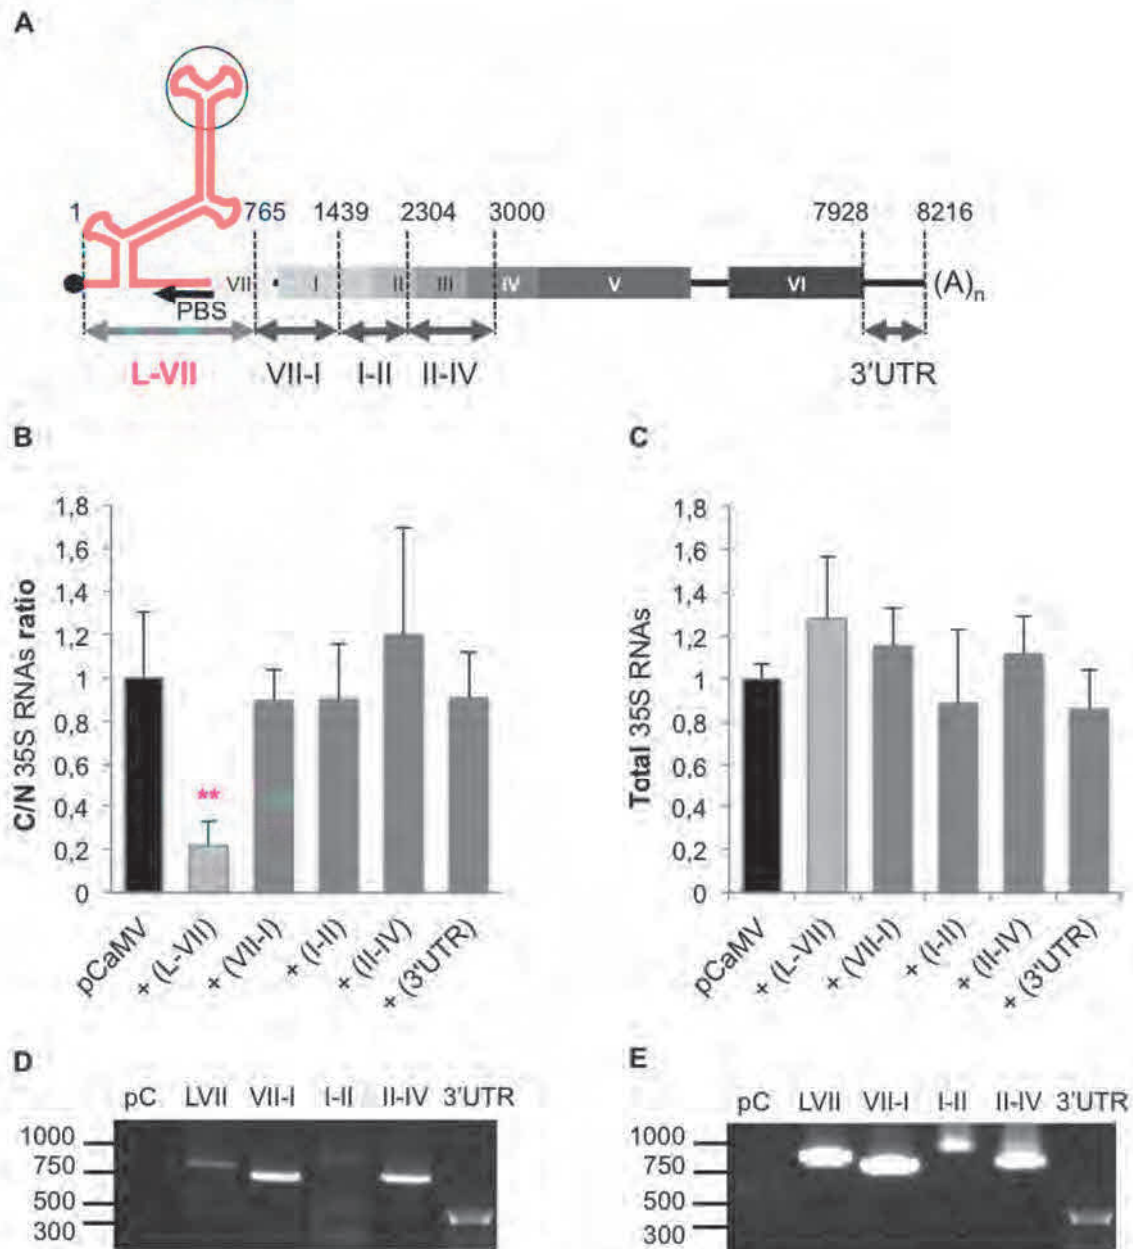 A
1 765 1439 2304 3000 7928 8216
VII I II III IV V VI (A)n
PBS
L-VII VII-I I-II II-IV 3'UTR
B
C/N 35S RNAs ratio
1,8
1,6
1,4
1,2
1
0,8
0,6
0,4
0,2
0
**
pCaMV
+ (L-VII)
+ (VII-I)
+ (I-II)
+ (II-IV)
+ (3'UTR)
C
Total 35S RNAs
1,8
1,6
1,4
1,2
1
0,8
0,6
0,4
0,2
0
pCaMV
+ (L-VII)
+ (VII-I)
+ (I-II)
+ (II-IV)
+ (3'UTR)
D
pC LVII VII-I I-II II-IV 3'UTR
1000
750
500
300
E
pC LVII VII-I I-II II-IV 3'UTR
1000
750
500
300